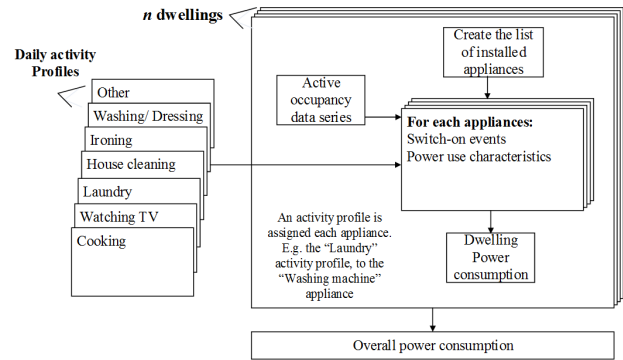 n dwellings
Daily activity
Profiles
Other
Washing/ Dressing
Ironing
House cleaning
Laundry
Watching TV
Cooking
Create the list
of installed
appliances
Active
occupancy
data series
For each appliances:
Switch-on events
Power use characteristics
An activity profile is
assigned each appliance.
E.g. the “Laundry”
activity profile, to the
“Washing machine”
appliance
Dwelling
Power
consumption
Overall power consumption